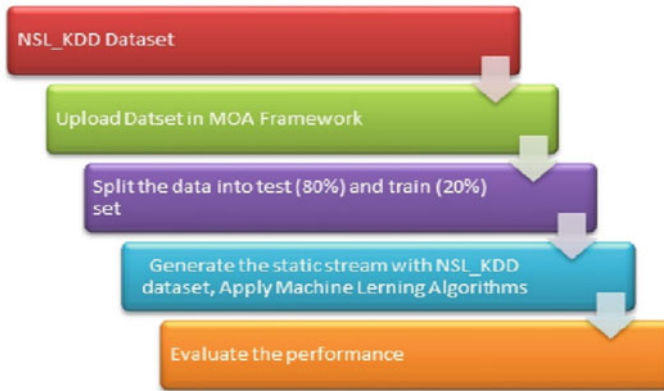 NSL_KDD Dataset
Upload Datset in MOA Framework
Split the data into test (80%) and train (20%)
set
Generate the static stream with NSL_KDD
dataset, Apply Machine Lerning Algorithms
Evaluate the performance